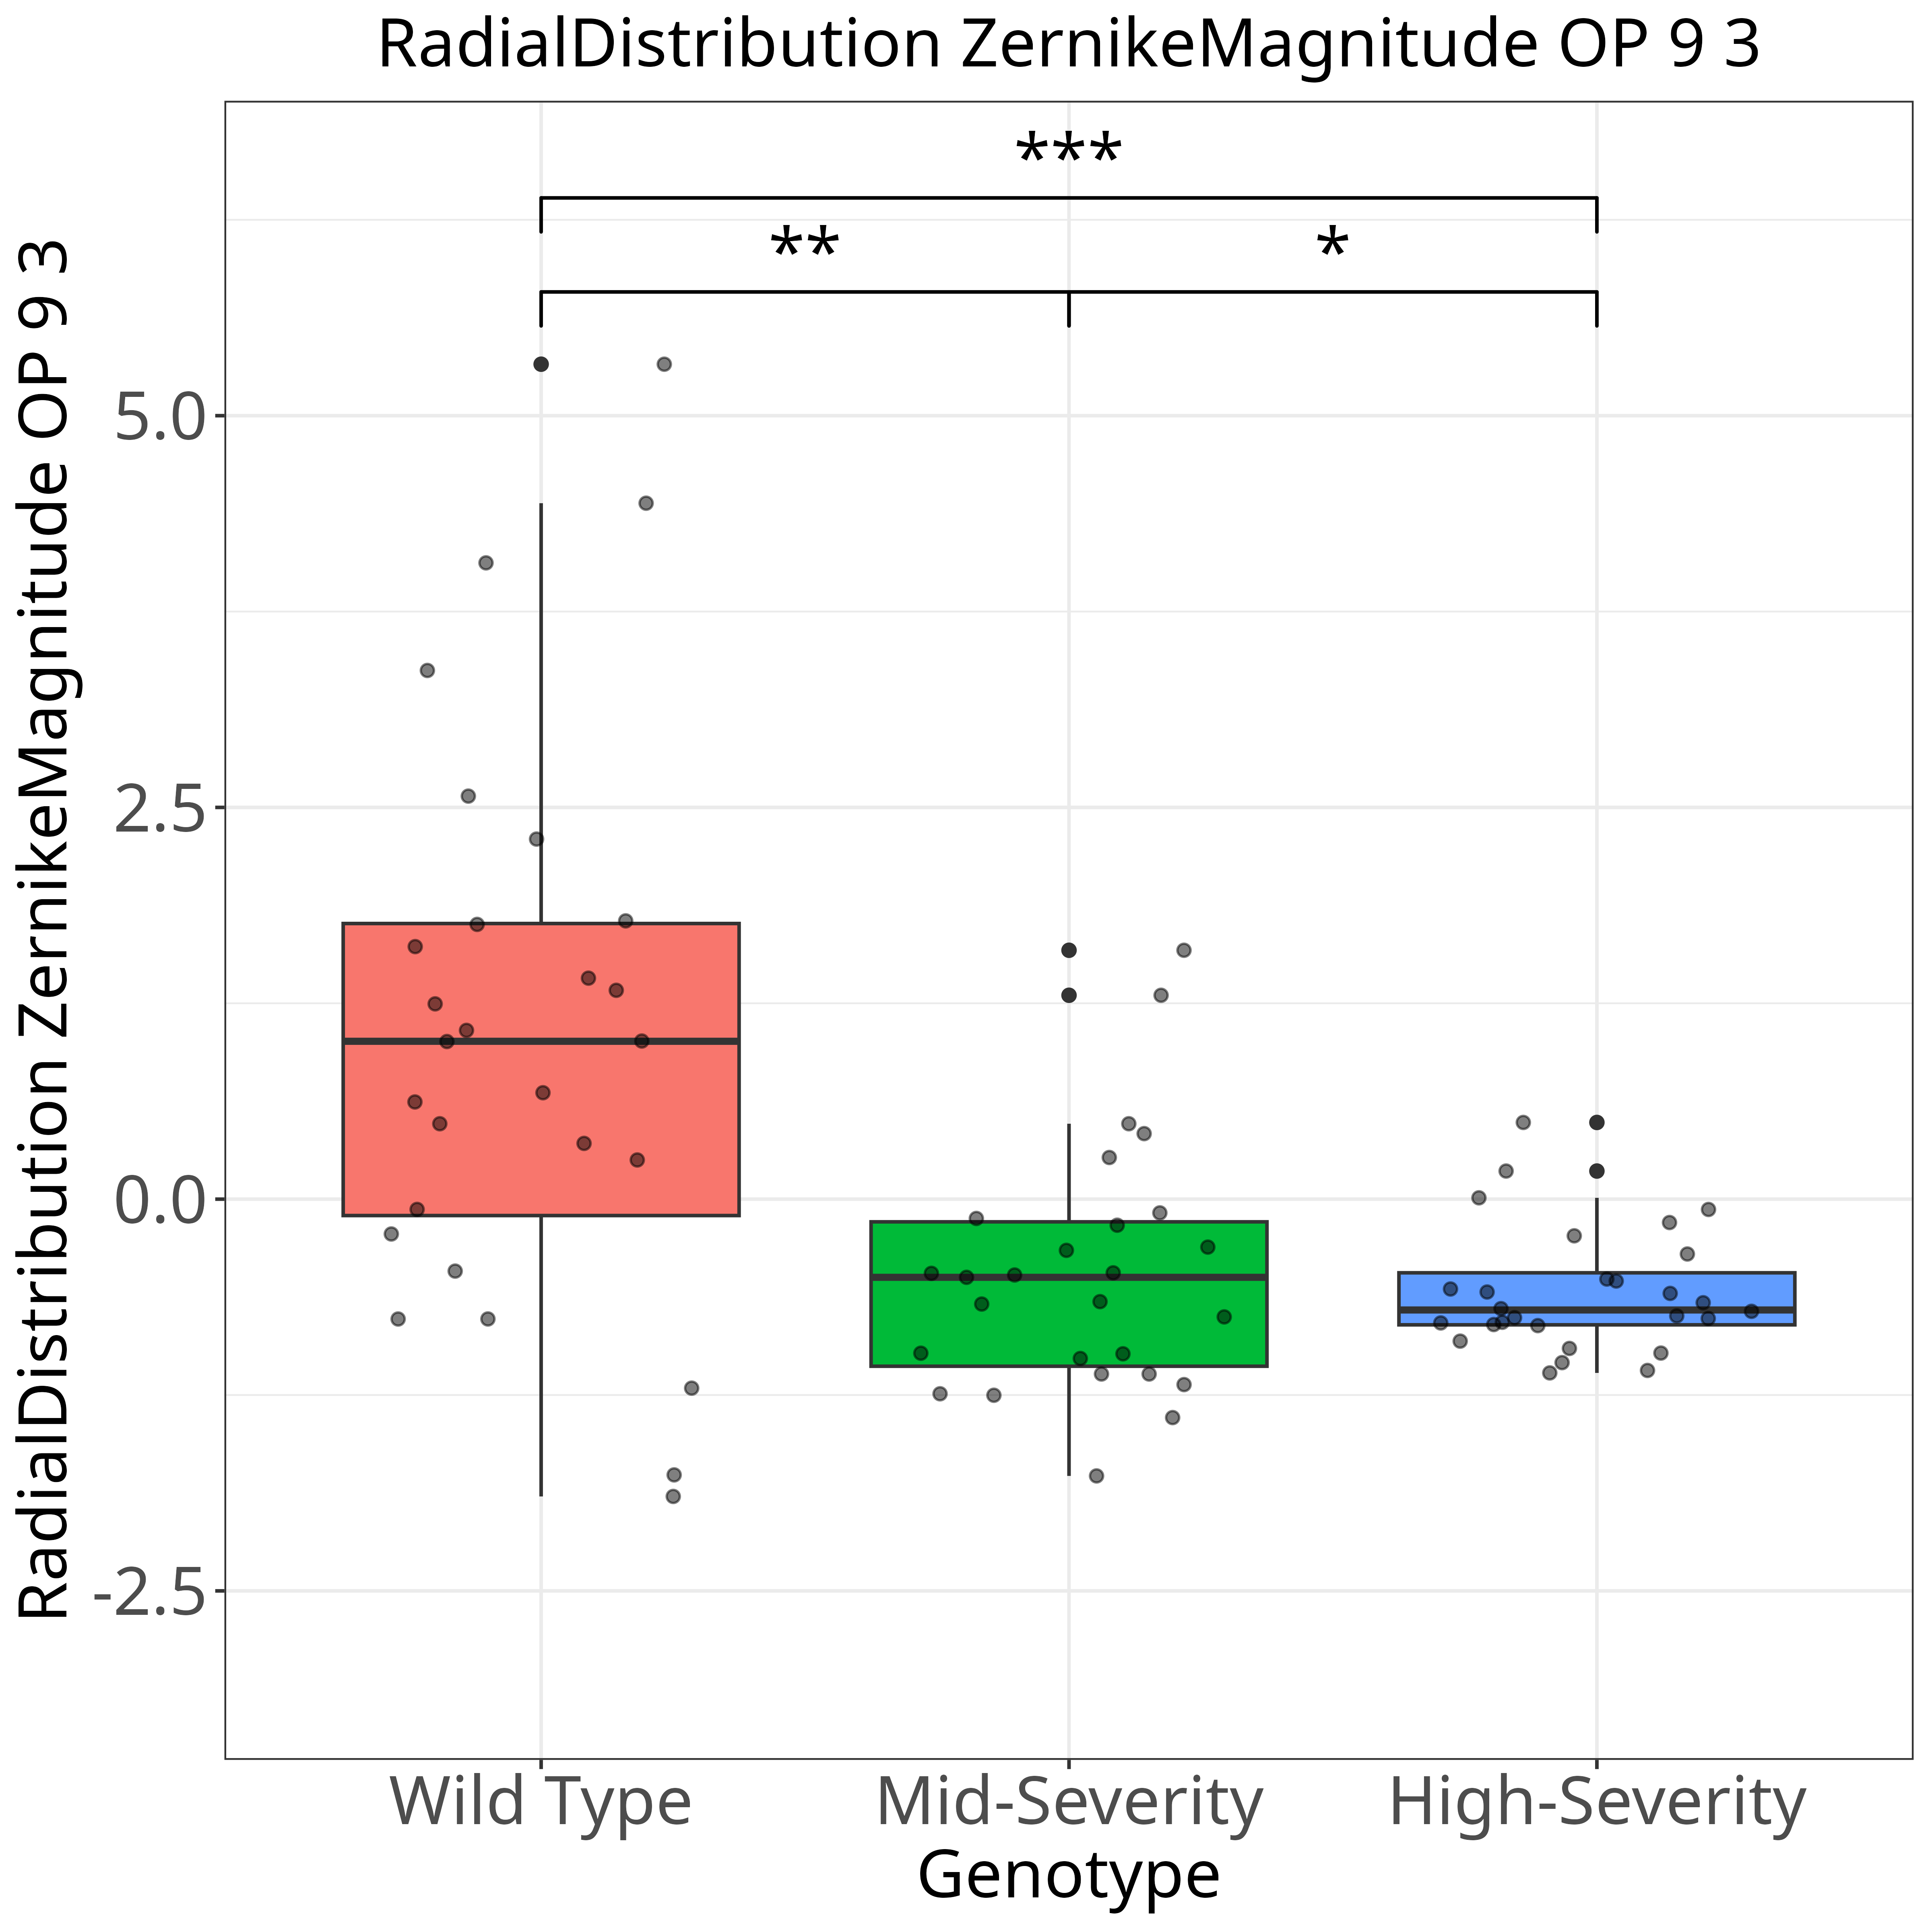 RadialDistribution ZernikeMagnitude OP 9 3
***
**
*
RadialDistribution ZernikeMagnitude OP 9 3
5.0
2.5
0.0
-2.5
Wild Type
Mid-Severity
High-Severity
Genotype